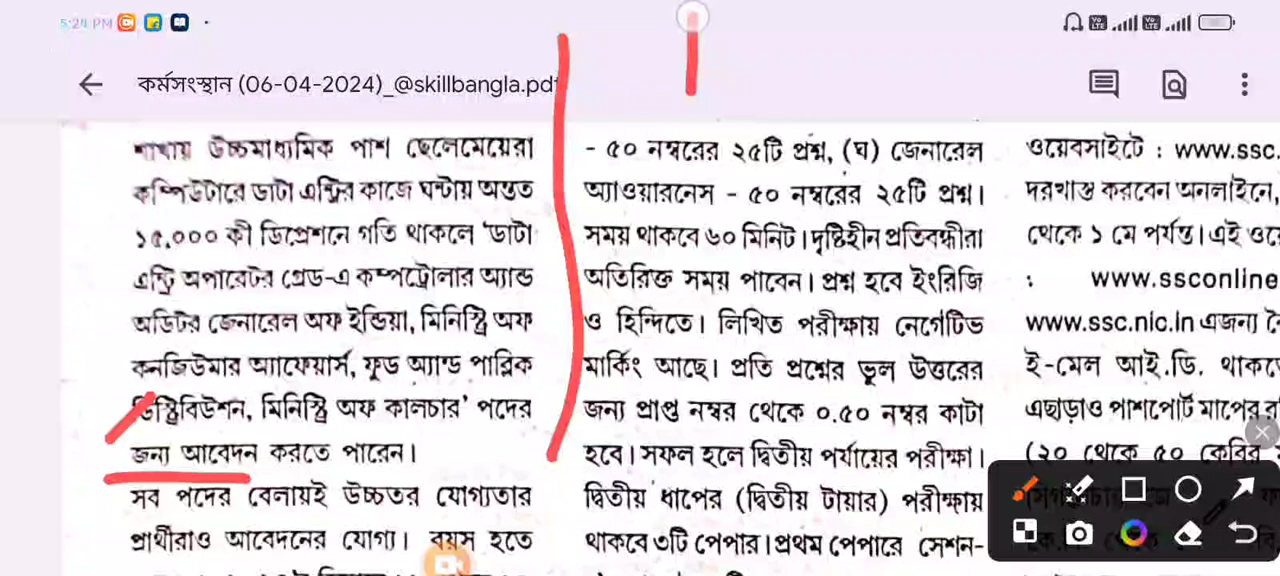 5:24 PM
কর্মসংস্থান (06-04-2024)_@skillbangla.pdf
শাখায় উচ্চমাধ্যমিক পাশ ছেলেমেয়েরা
কম্পিউটারে ডাটা এন্ট্রির কাজে ঘন্টায় অন্তত
১৫,০০০ কী ডিপ্রেশনে গতি থাকলে 'ডাটা
এন্ট্রি অপারেটর গ্রেড-এ কম্পট্রোলার অ্যান্ড
অডিটর জেনারেল অফ ইন্ডিয়া, মিনিস্ট্রি অফ
কনজিউমার অ্যাফেয়ার্স, ফুড অ্যান্ড পাব্লিক
ডিস্ট্রিবিউশন, মিনিস্ট্রি অফ কালচার' পদের
জন্য আবেদন করতে পারেন।
সব পদের বেলায়ই উচ্চতর যোগ্যতার
প্রার্থীরাও আবেদনের যোগ্য। বয়স হতে
- ৫০ নম্বরের ২৫টি প্রশ্ন, (ঘ) জেনারেল
অ্যাওয়ারনেস - ৫০ নম্বরের ২৫টি প্রশ্ন।
সময় থাকবে ৬০ মিনিট। দৃষ্টিহীন প্রতিবন্ধীরা
অতিরিক্ত সময় পাবেন। প্রশ্ন হবে ইংরিজি
ও হিন্দিতে। লিখিত পরীক্ষায় নেগেটিভ
মার্কিং আছে। প্রতি প্রশ্নের ভুল উত্তরের
জন্য প্রাপ্ত নম্বর থেকে ০.৫০ নম্বর কাটা
হবে। সফল হলে দ্বিতীয় পর্যায়ের পরীক্ষা।
দ্বিতীয় ধাপের (দ্বিতীয় টায়ার) পরীক্ষায়
থাকবে ৩টি পেপার। প্রথম পেপারে সেশন-
ওয়েবসাইটে : www.ssc.
দরখাস্ত করবেন অনলাইনে,
থেকে ১ মে পর্যন্ত। এই ওয়ে
: www.ssconline
www.ssc.nic.in এজন্য বৈ
ই-মেল আই.ডি. থাকতে
এছাড়াও পাশপোর্ট মাপের র
(২০ থেকে ৫০ কেবির